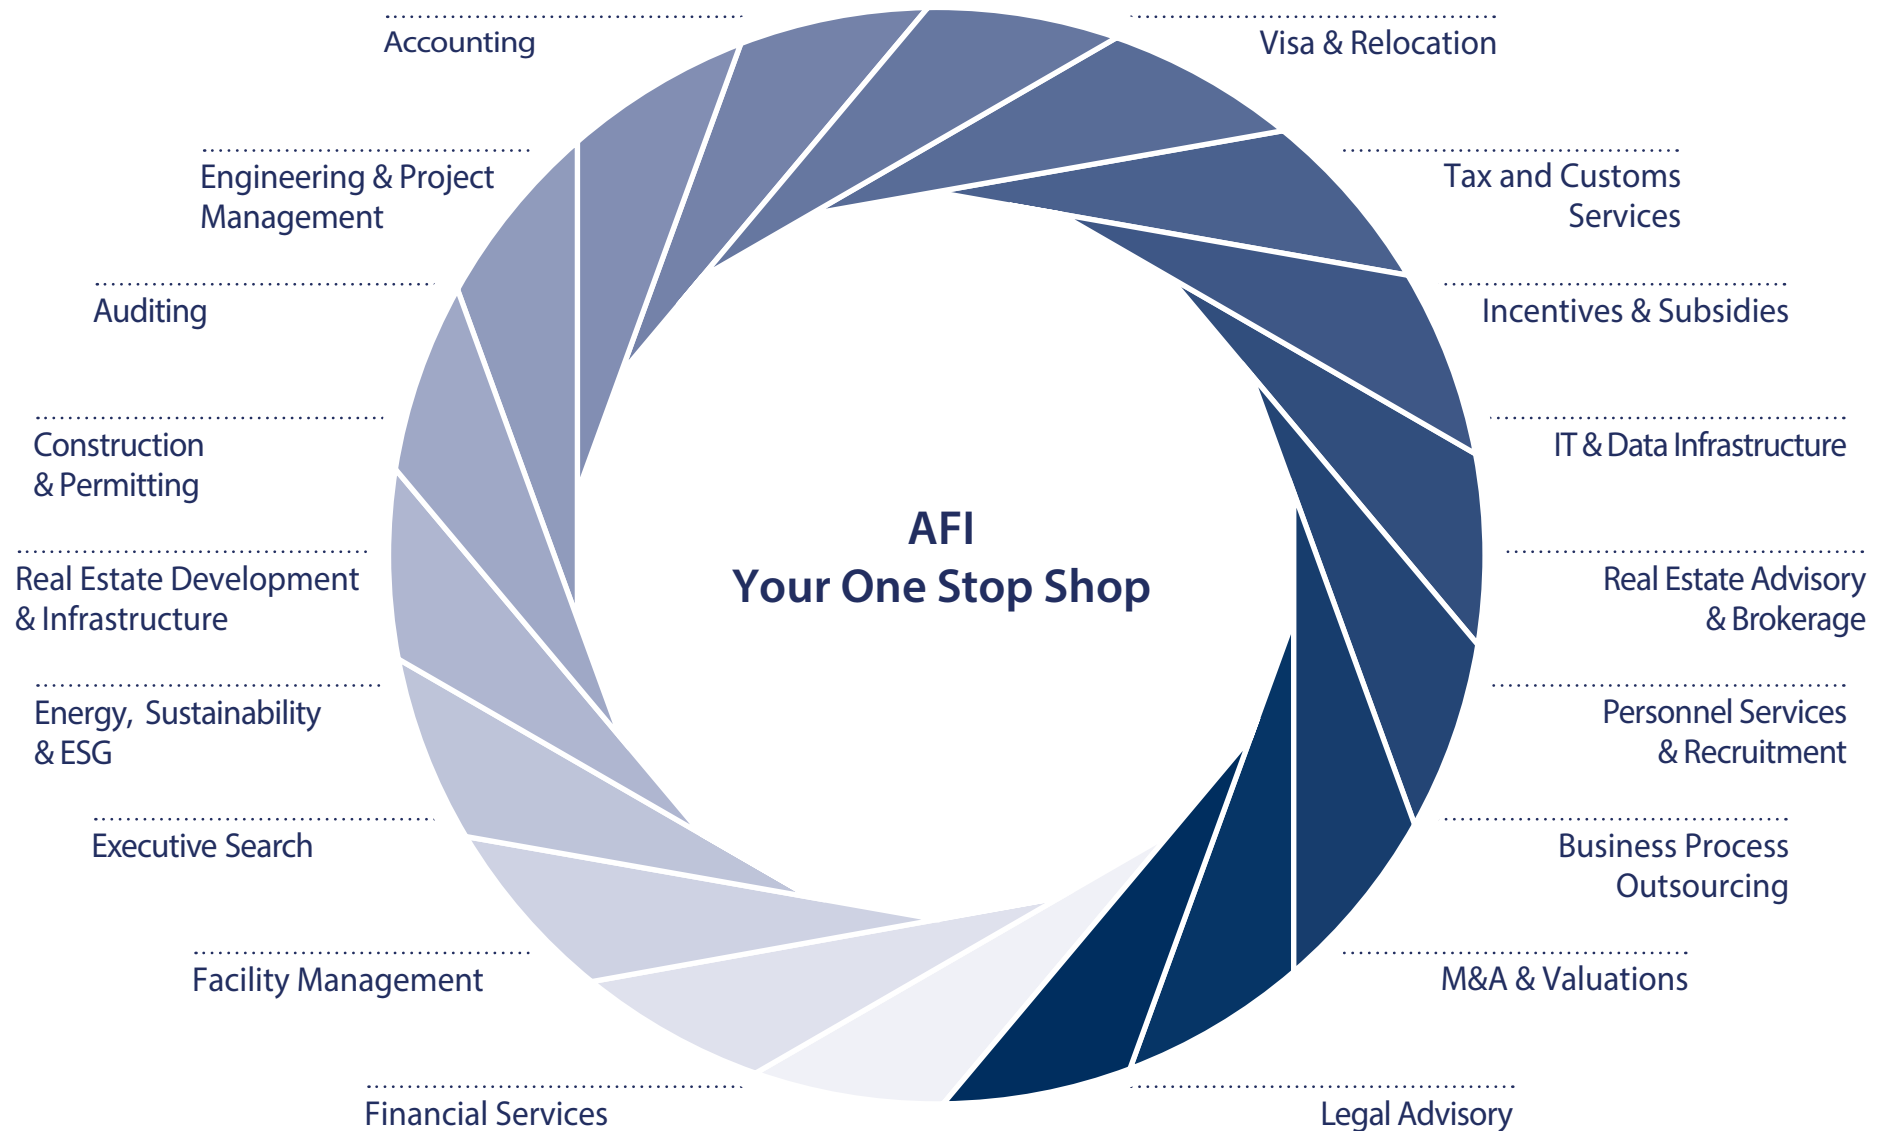 Accounting
Engineering & Project
Management
Auditing
Construction
& Permitting
Real Estate Development
& Infrastructure
Energy, Sustainability
& ESG
Executive Search
Facility Management
Financial Services
AFI
Your One Stop Shop
Visa & Relocation
Tax and Customs
Services
Incentives & Subsidies
IT & Data Infrastructure
Real Estate Advisory
& Brokerage
Personnel Services
& Recruitment
Business Process
Outsourcing
M&A & Valuations
Legal Advisory